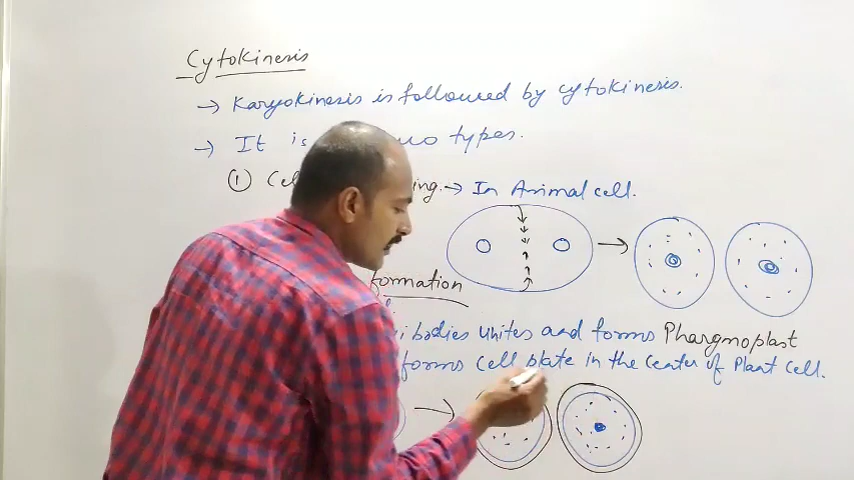 Cytokinesis
→ Karyokinesis is followed by cytokinesis.
→ It is types.
① In Animal cell.
formation
bodies unites and forms Phargmoplast
forms cell plate in the center of Plant cell.